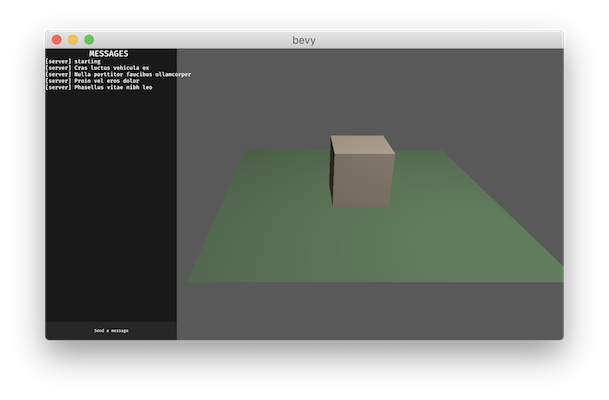 bevy
MESSAGES
[server] starting
[server] Cras luctus vehicula ex
[server] Nulla porttitor faucibus ullamcorper
[server] Proin vel eros dolor
[server] Phasellus vitae nibh leo
Send a message